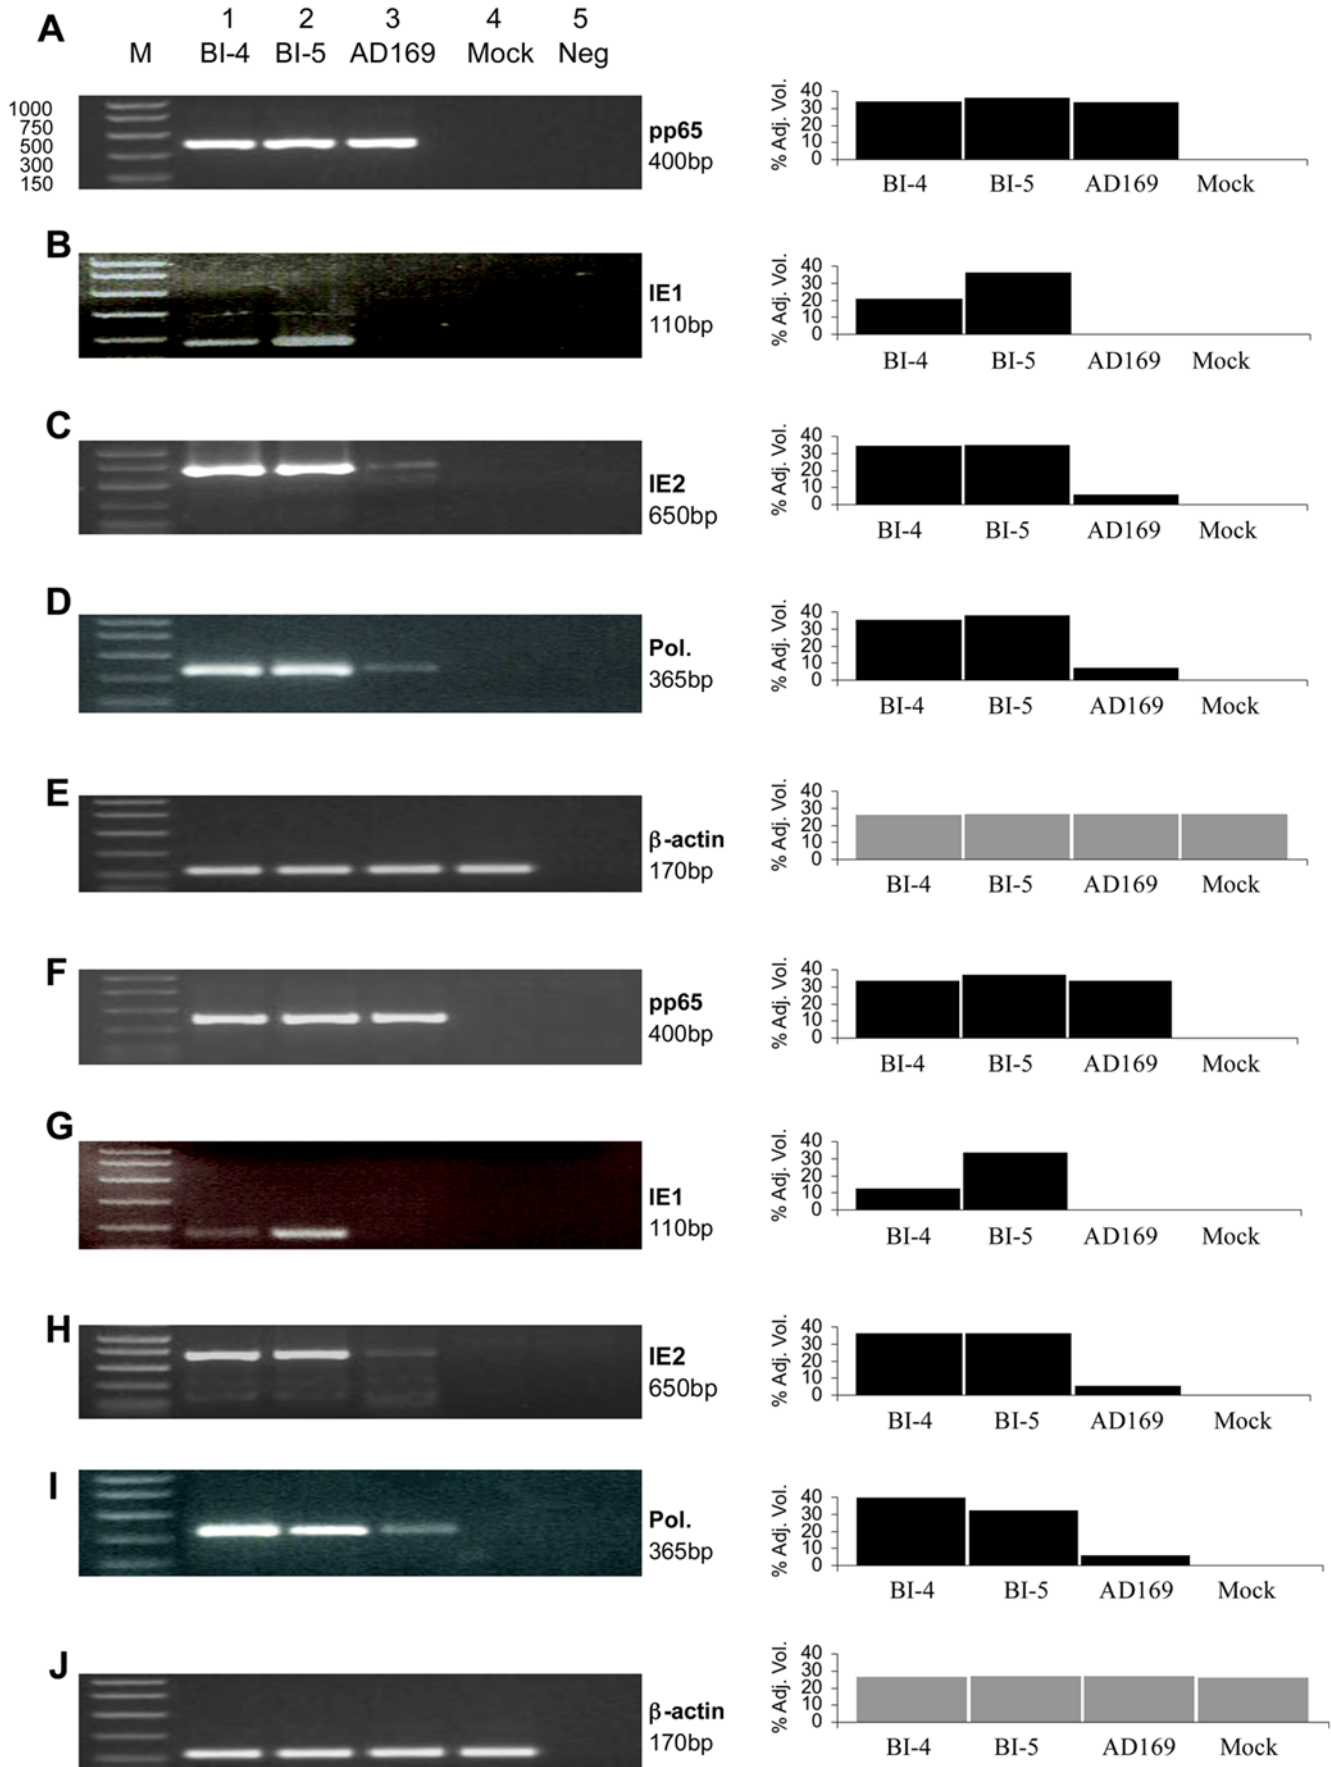 A
1 2 3 4 5
M BI-4 BI-5 AD169 Mock Neg
1000
750
500
300
150
pp65
400bp
% Adj. Vol.
40
30
20
10
0
BI-4 BI-5 AD169 Mock
B
IE1
110bp
% Adj. Vol.
40
30
20
10
0
BI-4 BI-5 AD169 Mock
C
IE2
650bp
% Adj. Vol.
40
30
20
10
0
BI-4 BI-5 AD169 Mock
D
Pol.
365bp
% Adj. Vol.
40
30
20
10
0
BI-4 BI-5 AD169 Mock
E
β-actin
170bp
% Adj. Vol.
40
30
20
10
0
BI-4 BI-5 AD169 Mock
F
pp65
400bp
% Adj. Vol.
40
30
20
10
0
BI-4 BI-5 AD169 Mock
G
IE1
110bp
% Adj. Vol.
40
30
20
10
0
BI-4 BI-5 AD169 Mock
H
IE2
650bp
% Adj. Vol.
40
30
20
10
0
BI-4 BI-5 AD169 Mock
I
Pol.
365bp
% Adj. Vol.
40
30
20
10
0
BI-4 BI-5 AD169 Mock
J
β-actin
170bp
% Adj. Vol.
40
30
20
10
0
BI-4 BI-5 AD169 Mock